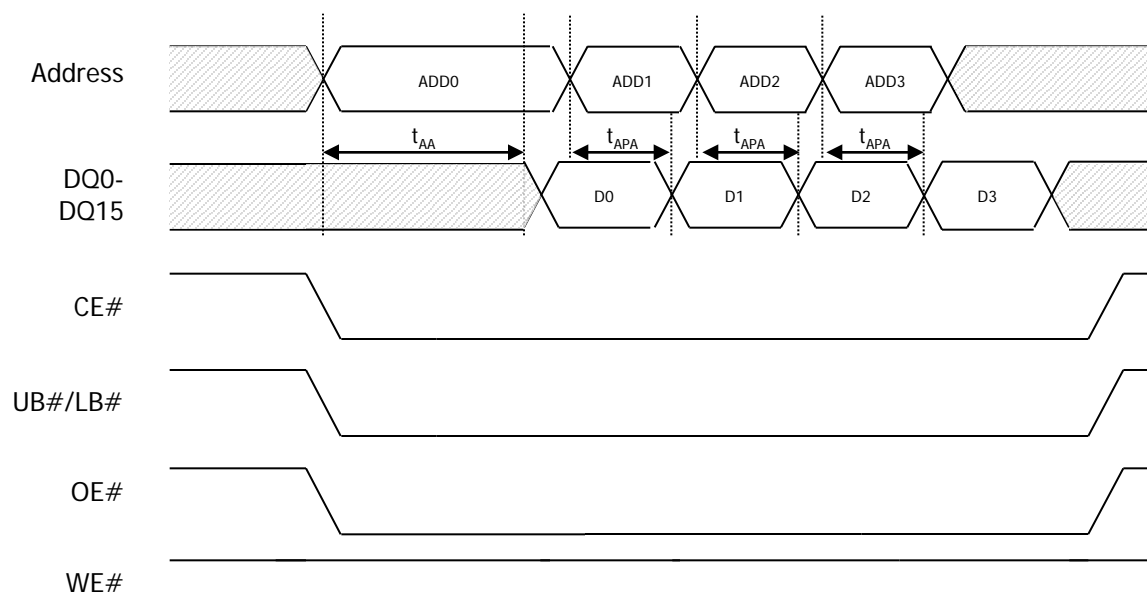 Address
ADD0 ADD1 ADD2 ADD3
tAA tAPA tAPA tAPA
DQ0-
DQ15
D0 D1 D2 D3
CE#
UB#/LB#
OE#
WE#